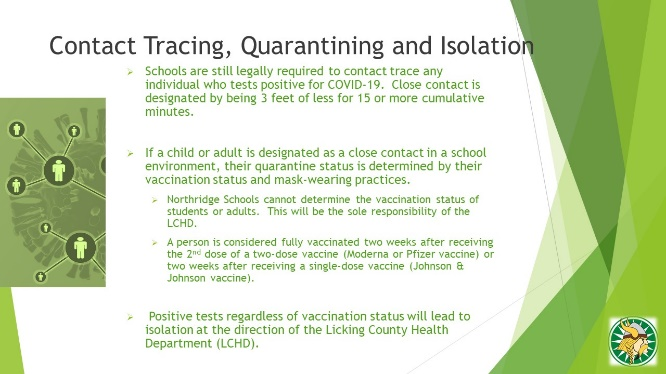 Contact Tracing, Quarantining and Isolation
Schools are still legally required to contact trace any
individual who tests positive for COVID-19. Close contact is
designated by being 3 feet of less for 15 or more cumulative
minutes.
If a child or adult is designated as a close contact in a school
environment, their quarantine status is determined by their
vaccination status and mask-wearing practices.
Northridge Schools cannot determine the vaccination status of
students or adults. This will be the sole responsibility of the
LCHD.
A person is considered fully vaccinated two weeks after receiving
the 2nd dose of a two-dose vaccine (Moderna or Pfizer vaccine) or
two weeks after receiving a single-dose vaccine (Johnson &
Johnson vaccine).
Positive tests regardless of vaccination status will lead to
isolation at the direction of the Licking County Health
Department (LCHD).